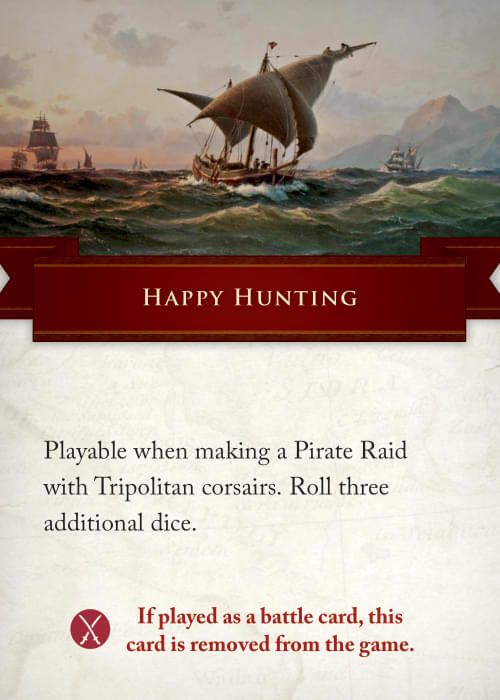 Happy Hunting
Playable when making a Pirate Raid
with Tripolitan corsairs. Roll three
additional dice.
If played as a battle card, this
card is removed from the game.